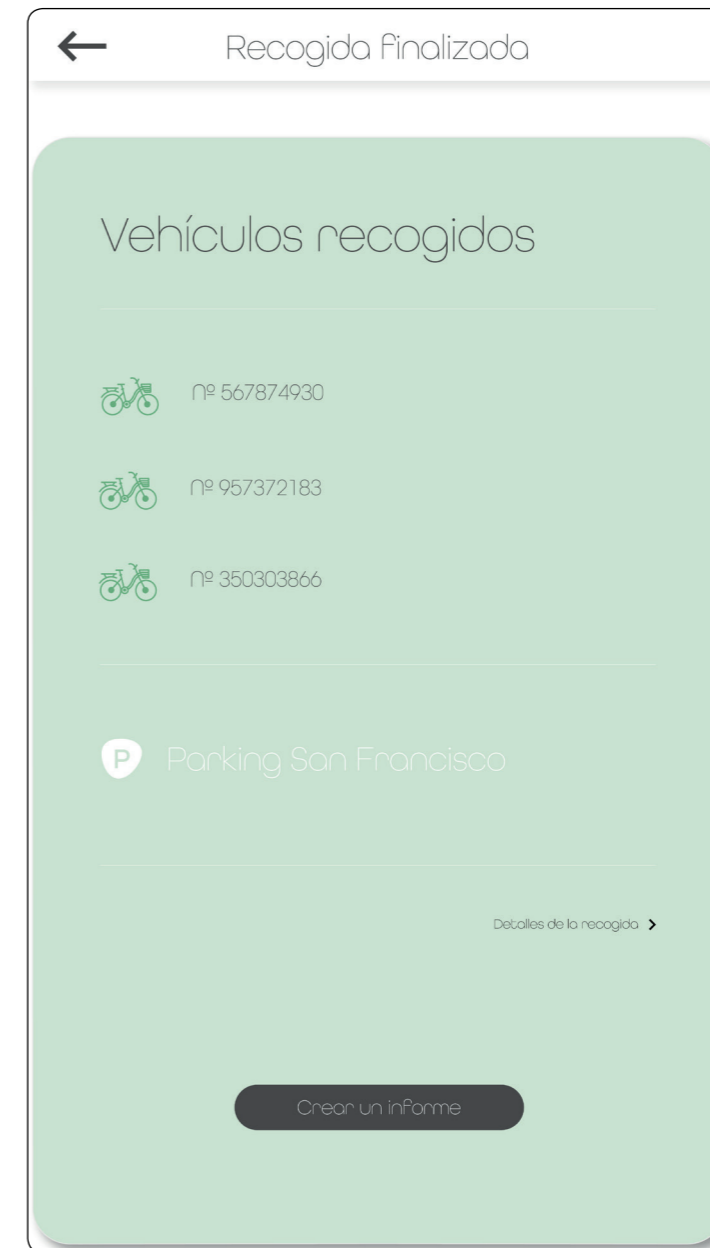 Recogida finalizada
Vehículos recogidos
Nº 567874930
Nº 957372183
Nº 350303866
P Parking San Francisco
Detalles de la recogida
Crear un informe